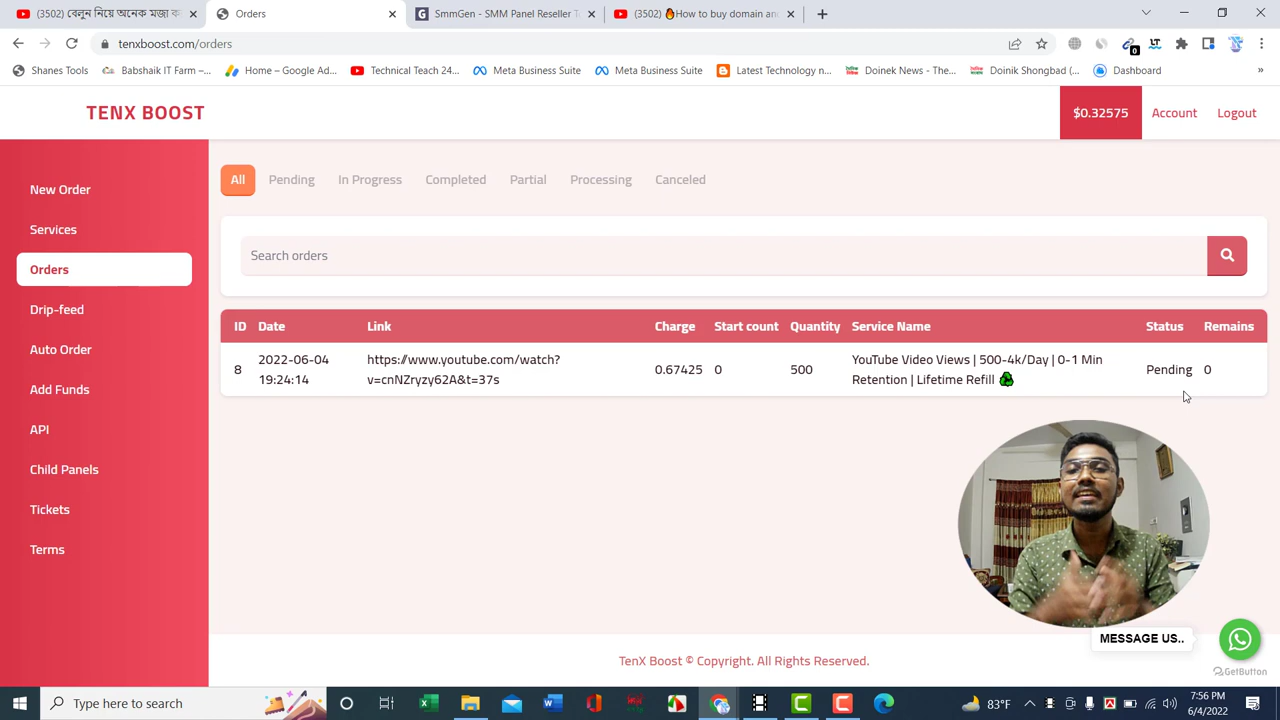 (3502) বেলুন নিয়ে অনেক মজা ক
Orders
SmmGen - SMM Panel Reseller T
(3502) 🔥How to buy domain an
tenxboost.com/orders
0
LT
Shanes Tools
Babshaik IT Farm –...
Home – Google Ad...
Technical Teach 24...
Meta Business Suite
Meta Business Suite
Latest Technology n...
Doinek News - The...
Doinik Shongbad (...
Dashboard
»
TENX BOOST
$0.32575
Account
Logout
New Order
Services
Orders
Drip-feed
Auto Order
Add Funds
API
Child Panels
Tickets
Terms
All
Pending
In Progress
Completed
Partial
Processing
Canceled
Search orders
ID Date Link Charge Start count Quantity Service Name Status Remains
8 2022-06-04 19:24:14 https://www.youtube.com/watch?v=cnNZryzy62A&t=37s 0.67425 0 500 YouTube Video Views | 500-4k/Day | 0-1 Min Retention | Lifetime Refill ♻ Pending 0
MESSAGE US..
GetButton
TenX Boost © Copyright. All Rights Reserved.
Type here to search
83°F
7:56 PM
6/4/2022